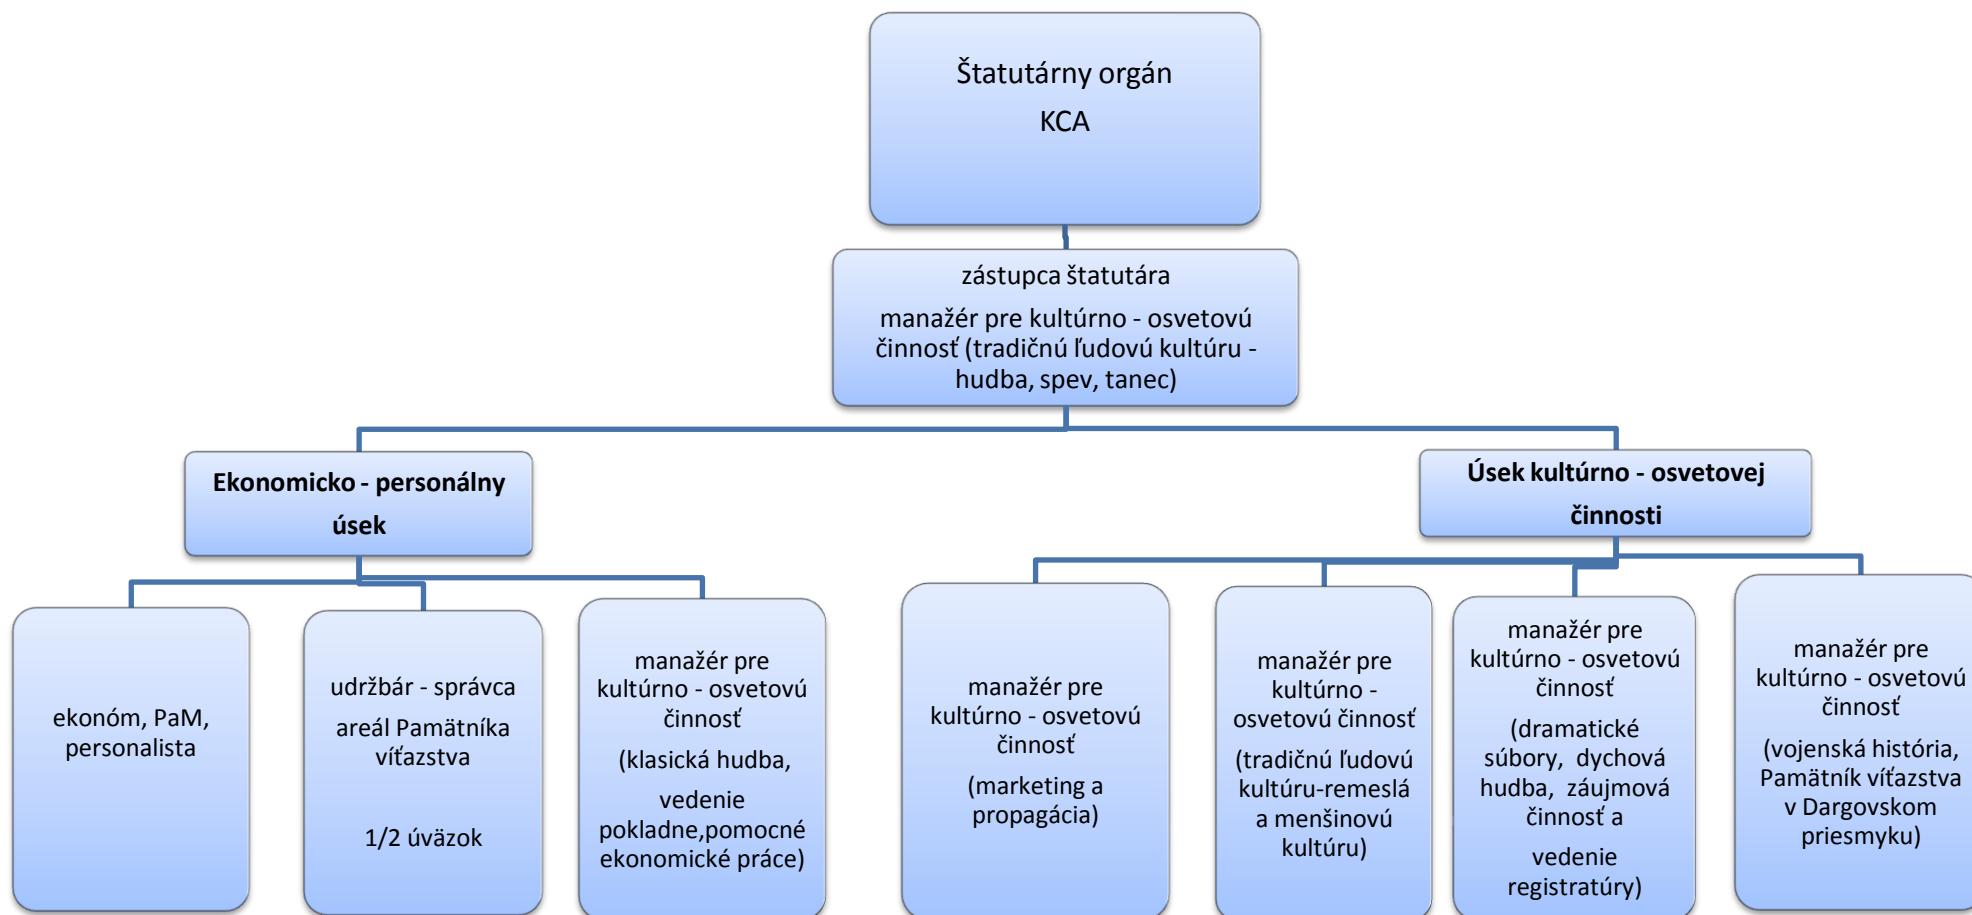 Štatutárny orgán
KCA
zástupca štatutára
manažér pre kultúrno - osvetovú
činnosť (tradičnú ľudovú kultúru -
hudba, spev, tanec)
Ekonomicko - personálny
úsek
Úsek kultúrno - osvetovej
činnosti
ekonóm, PaM,
personalista
udržbár - správca
areál Pamätníka
víťazstva
1/2 úväzok
manažér pre
kultúrno - osvetovú
činnosť
(klasická hudba,
vedenie
pokladne,pomocné
ekonomické práce)
manažér pre
kultúrno - osvetovú
činnosť
(marketing a
propagácia)
manažér pre
kultúrno -
osvetovú činnosť
(tradičnú ľudovú
kultúru-remeslá
a menšinovú
kultúru)
manažér pre
kultúrno - osvetovú
činnosť
(dramatické
súbory, dychová
hudba, záujmová
činnosť a
vedenie
registratúry)
manažér pre
kultúrno - osvetovú
činnosť
(vojenská história,
Pamätník víťazstva
v Dargovskom
priesmyku)